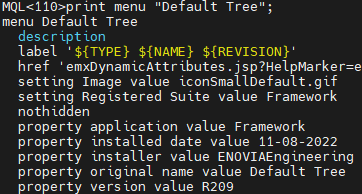 MQL<110>print menu "Default Tree";
menu Default Tree
description
label '${TYPE} ${NAME} ${REVISION}'
href 'emxDynamicAttributes.jsp?HelpMarker=e
setting Image value iconSmallDefault.gif
setting Registered Suite value Framework
nothidden
property application value Framework
property installed date value 11-08-2022
property installer value ENOVIAEngineering
property original name value Default Tree
property version value R209